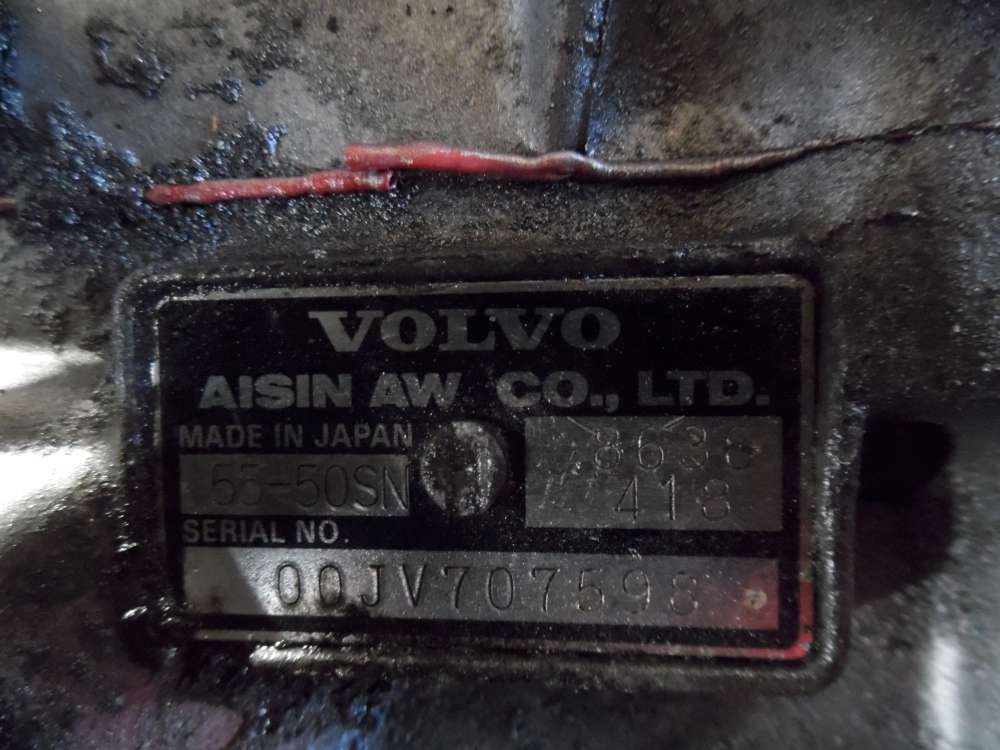 VOLVO
AISIN AW CO., LTD.
MADE IN JAPAN
55-50SN
8636
418
SERIAL NO.
00JV707598